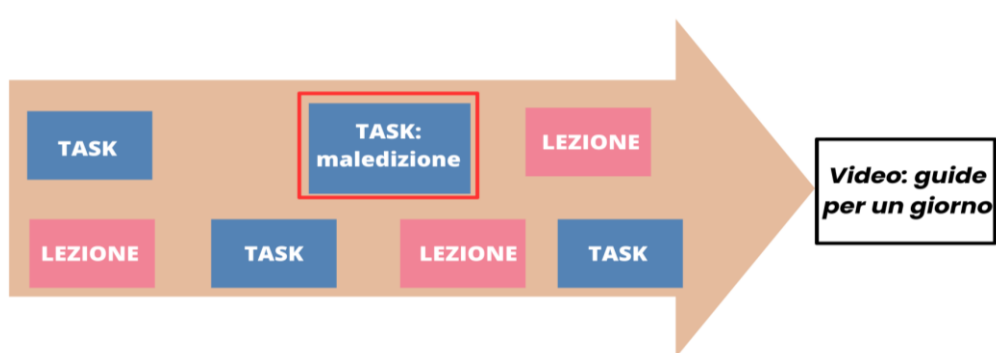 TASK
TASK:
maledizione
LEZIONE
LEZIONE
TASK
LEZIONE
TASK
Video: guide
per un giorno